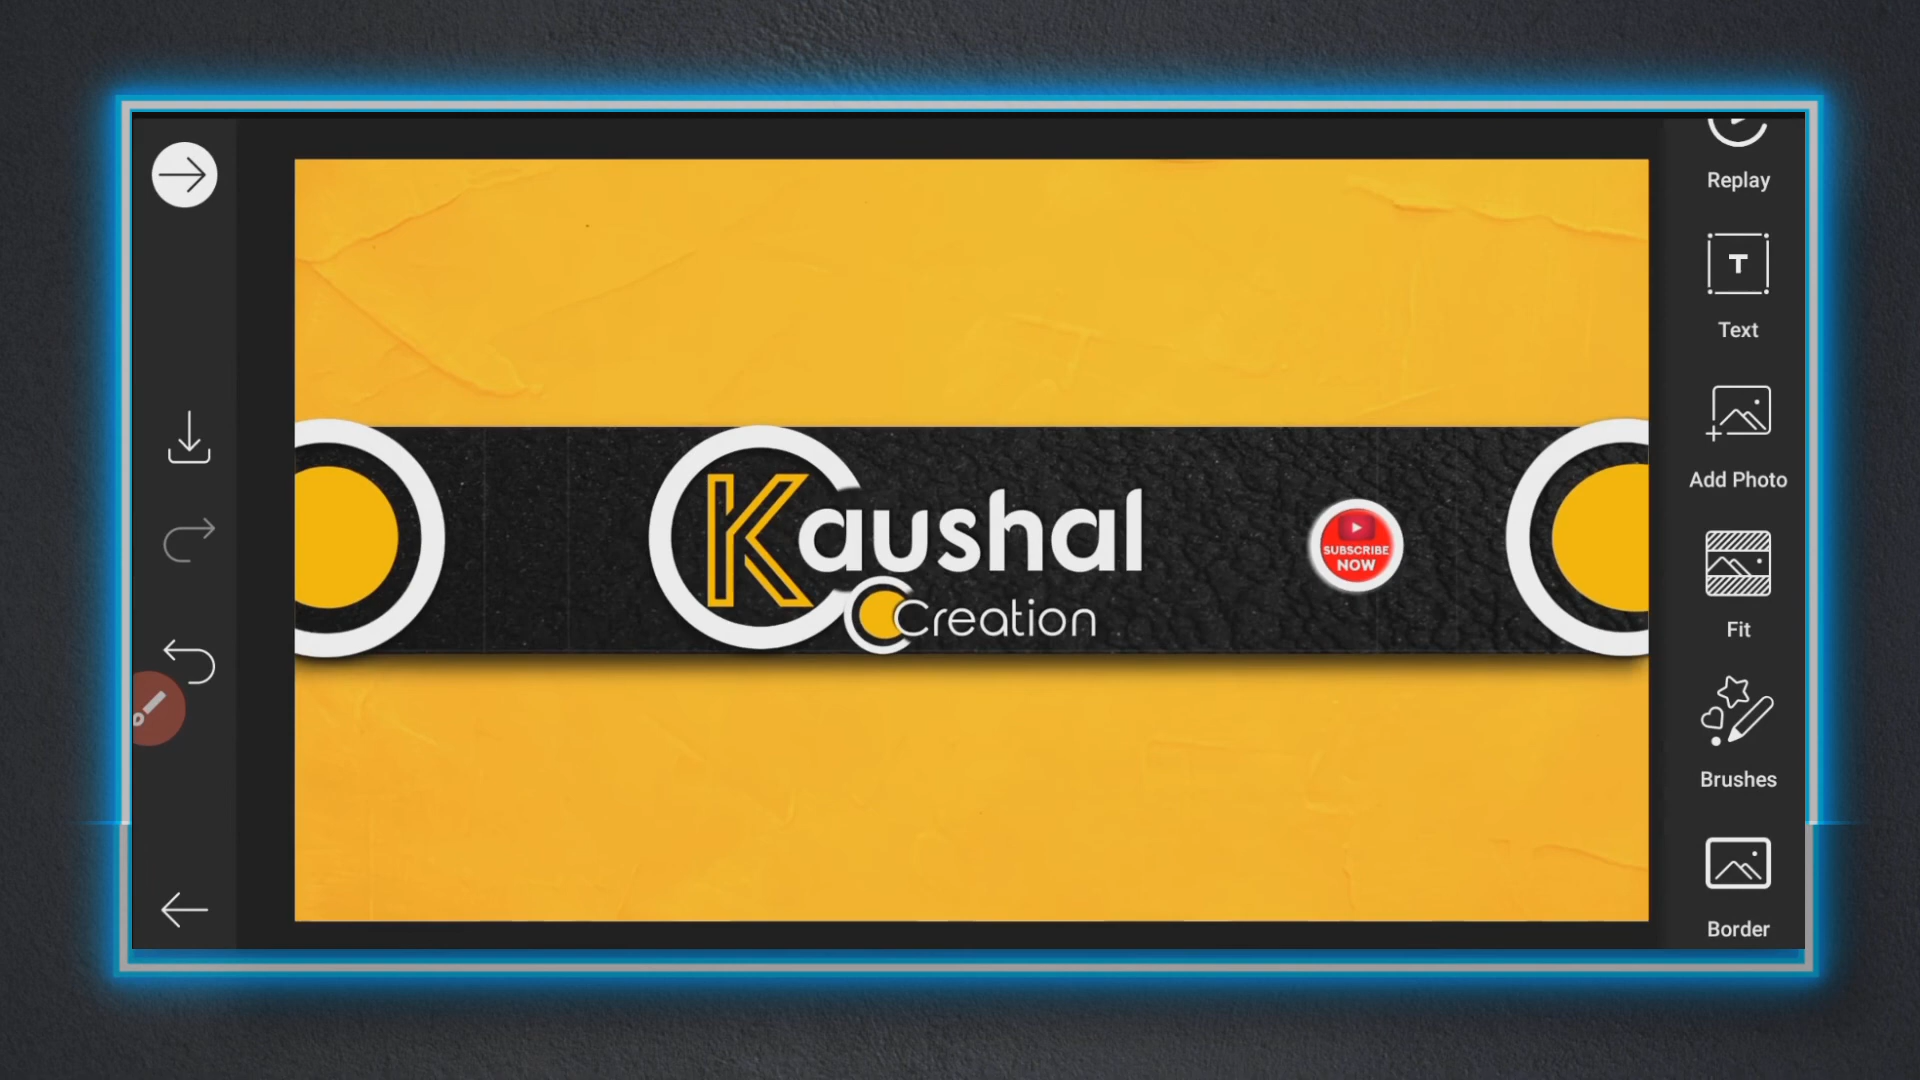 Replay
Text
Add Photo
Fit
Brushes
Border
Kaushal
Creation
SUBSCRIBE
NOW